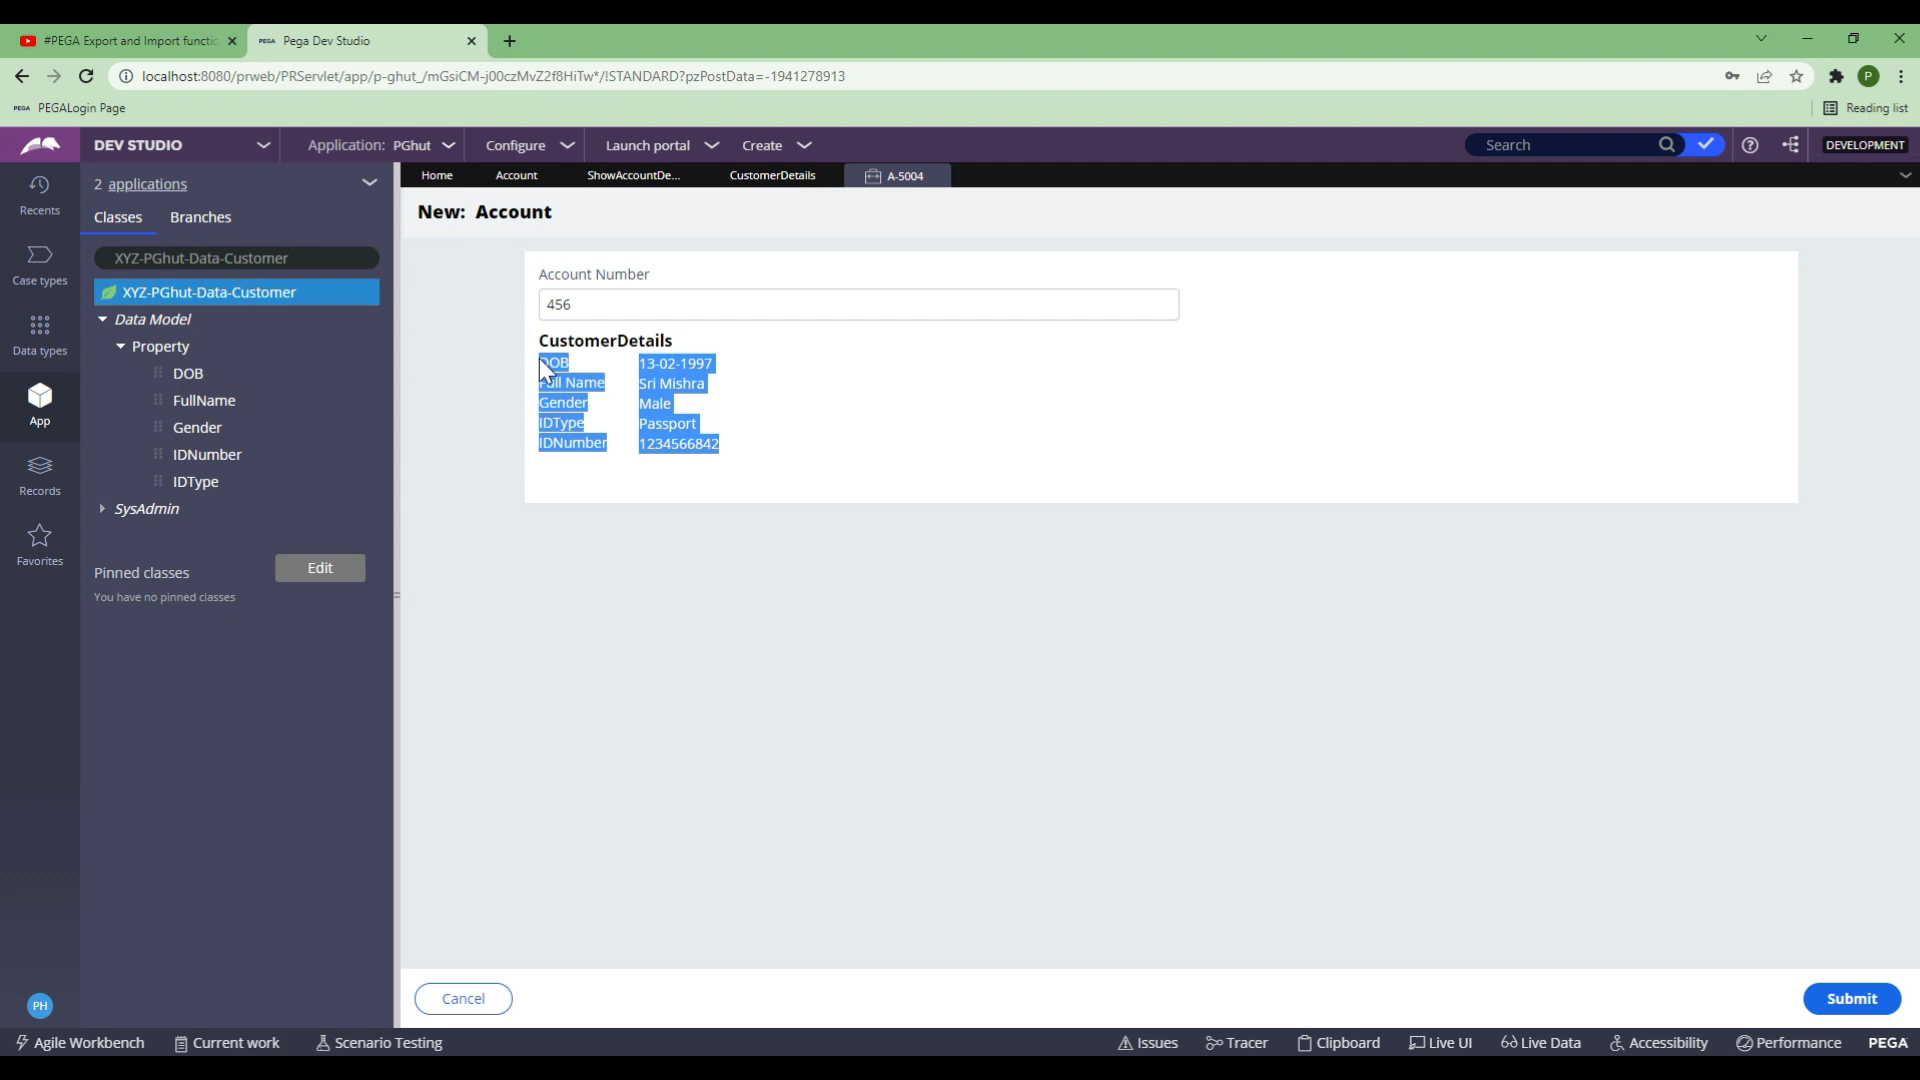 #PEGA Export and Import functio
PEGA Pega Dev Studio
localhost:8080/prweb/PRServlet/app/p-ghut_/mGsiCM-j00czMvZ2f8HiTw*/!STANDARD?pzPostData=-1941278913
P
PEGA PEGALogin Page
Reading list
DEV STUDIO
Application: PGhut
Configure
Launch portal
Create
Search
DEVELOPMENT
Recents
Case types
Data types
App
Records
Favorites
PH
2 applications
Classes Branches
XYZ-PGhut-Data-Customer
XYZ-PGhut-Data-Customer
Data Model
Property
DOB
FullName
Gender
IDNumber
IDType
SysAdmin
Pinned classes Edit
You have no pinned classes
Home Account ShowAccountDe... CustomerDetails A-5004
New: Account
Account Number
456
CustomerDetails
DOB 13-02-1997
Full Name Sri Mishra
Gender Male
IDType Passport
IDNumber 1234566842
Cancel Submit
Agile Workbench Current work Scenario Testing Issues Tracer Clipboard Live UI Live Data Accessibility Performance PEGA